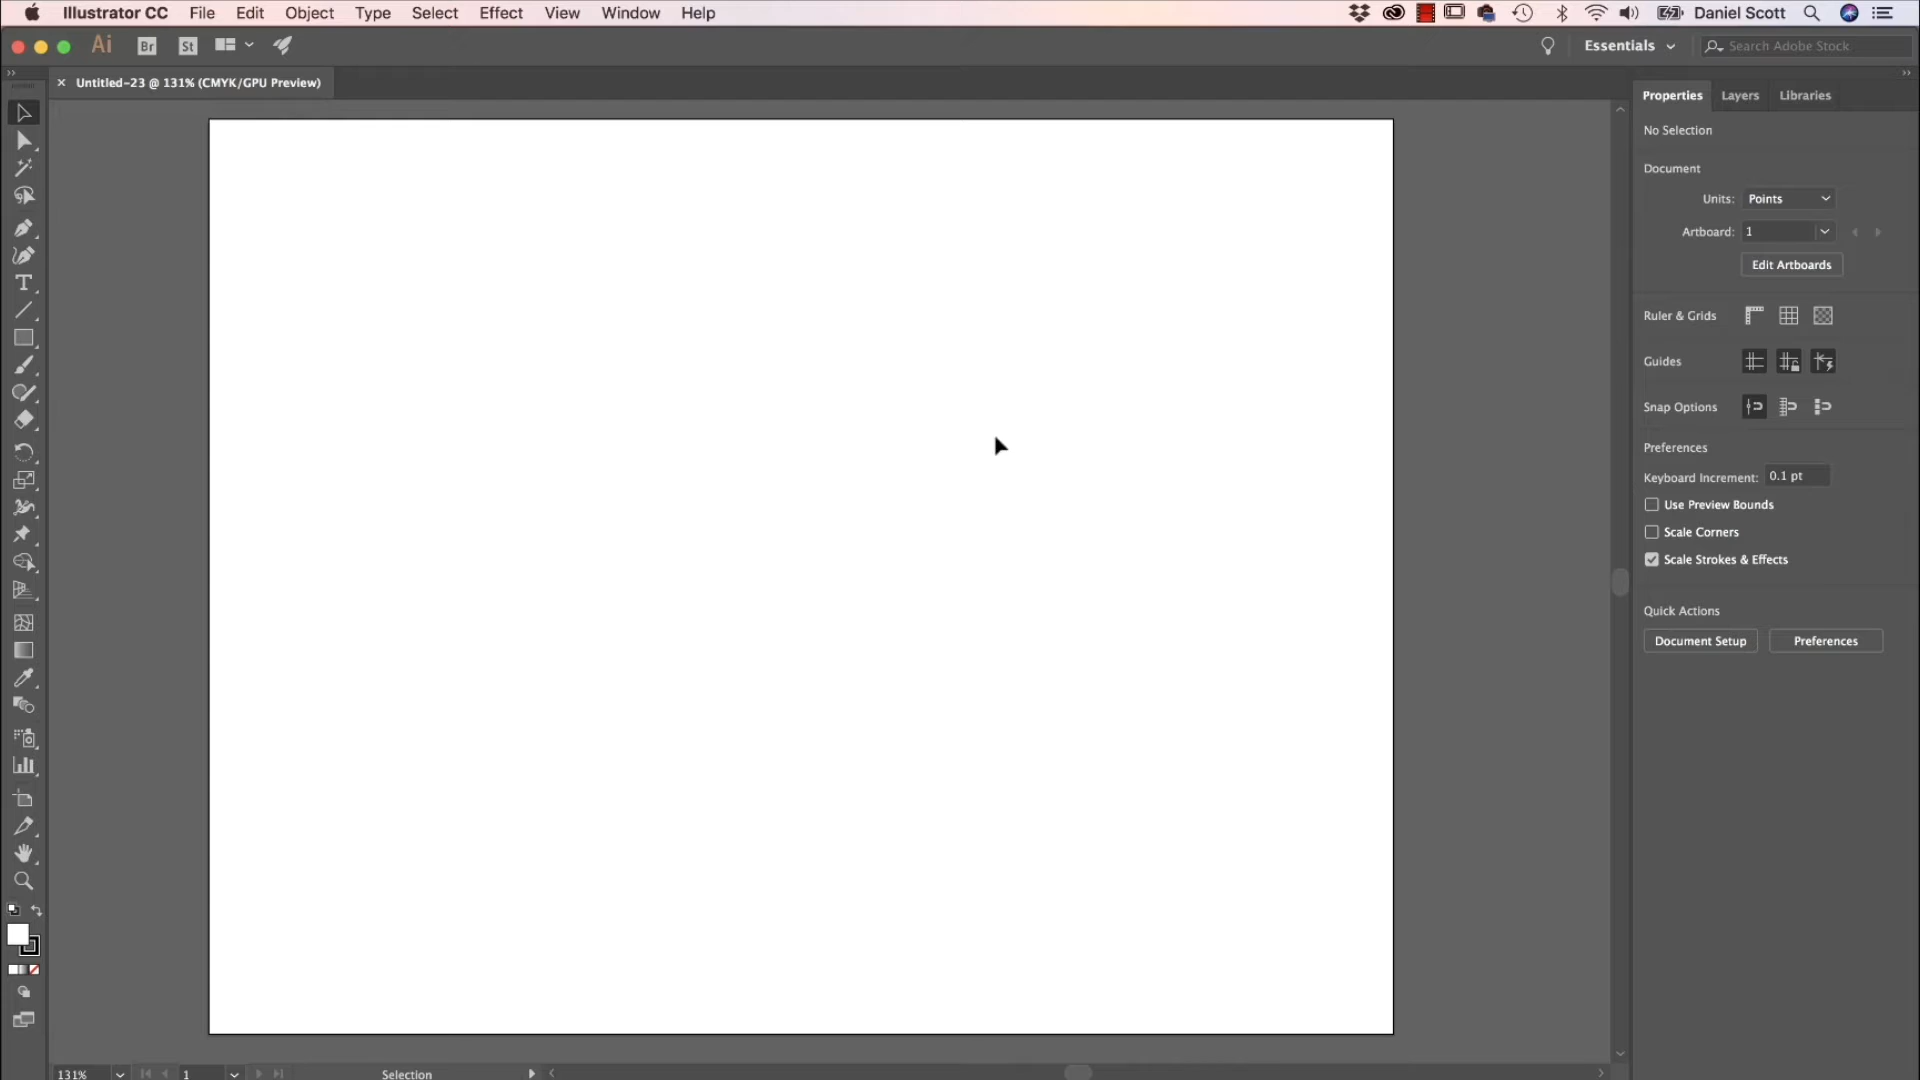 Illustrator CC File Edit Object Type Select Effect View Window Help Daniel Scott
Ai Br St Essentials Search Adobe Stock
Untitled-23 @ 131% (CMYK/GPU Preview)
Properties Layers Libraries
No Selection
Document
Units: Points
Artboard: 1
Edit Artboards
Ruler & Grids
Guides
Snap Options
Preferences
Keyboard Increment: 0.1 pt
Use Preview Bounds
Scale Corners
Scale Strokes & Effects
Quick Actions
Document Setup Preferences
131% 1 Selection